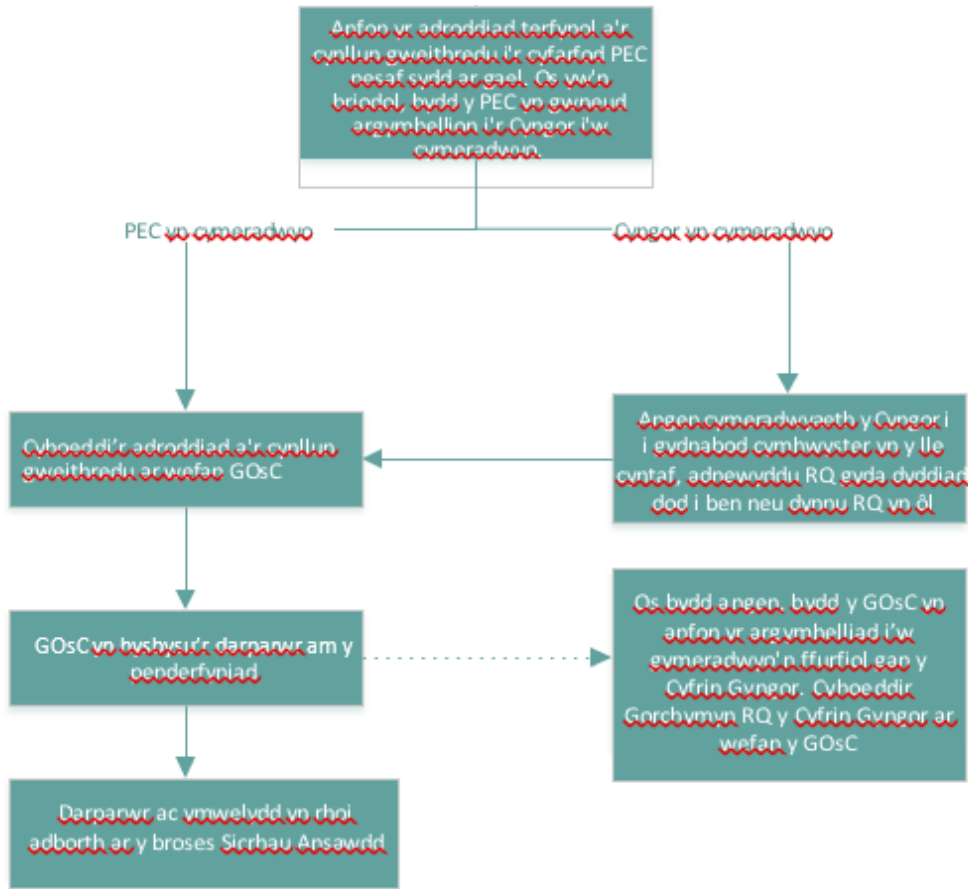 Anfon yr adroddiad terfynol a'r
cynllun gweithredu i'r cyfarfod PEC
nesaf sydd ar gael. Os yw'n
briodol, bydd y PEC yn gwneud
argymhellion i'r Cyngor i'w
cymeradwyo.
PEC yn cymeradwyo
Cyngor yn cymeradwyo
Cyhoeddi'r adroddiad a'r cynllun
gweithredu ar wefan GOsC
Angen cymeradwyaeth y Cyngor i
i gydnabod cymhwyster yn y lle
cyntaf, adnewyddu RQ gyda dyddiad
dod i ben neu dynnu RQ yn ôl
GOsC yn hysbysu'r darparwr am y
penderfyniad
Os bydd angen, bydd y GOsC yn
anfon yr argymhelliad i'w
gymeradwyo'n ffurfiol gan y
Cyfrin Gyngor. Cyhoeddir
Gorchymyn RQ y Cyfrin Gyngor ar
wefan y GOsC
Darparwr ac ymwelydd yn rhoi
adborth ar y broses Sicrhau Ansawdd